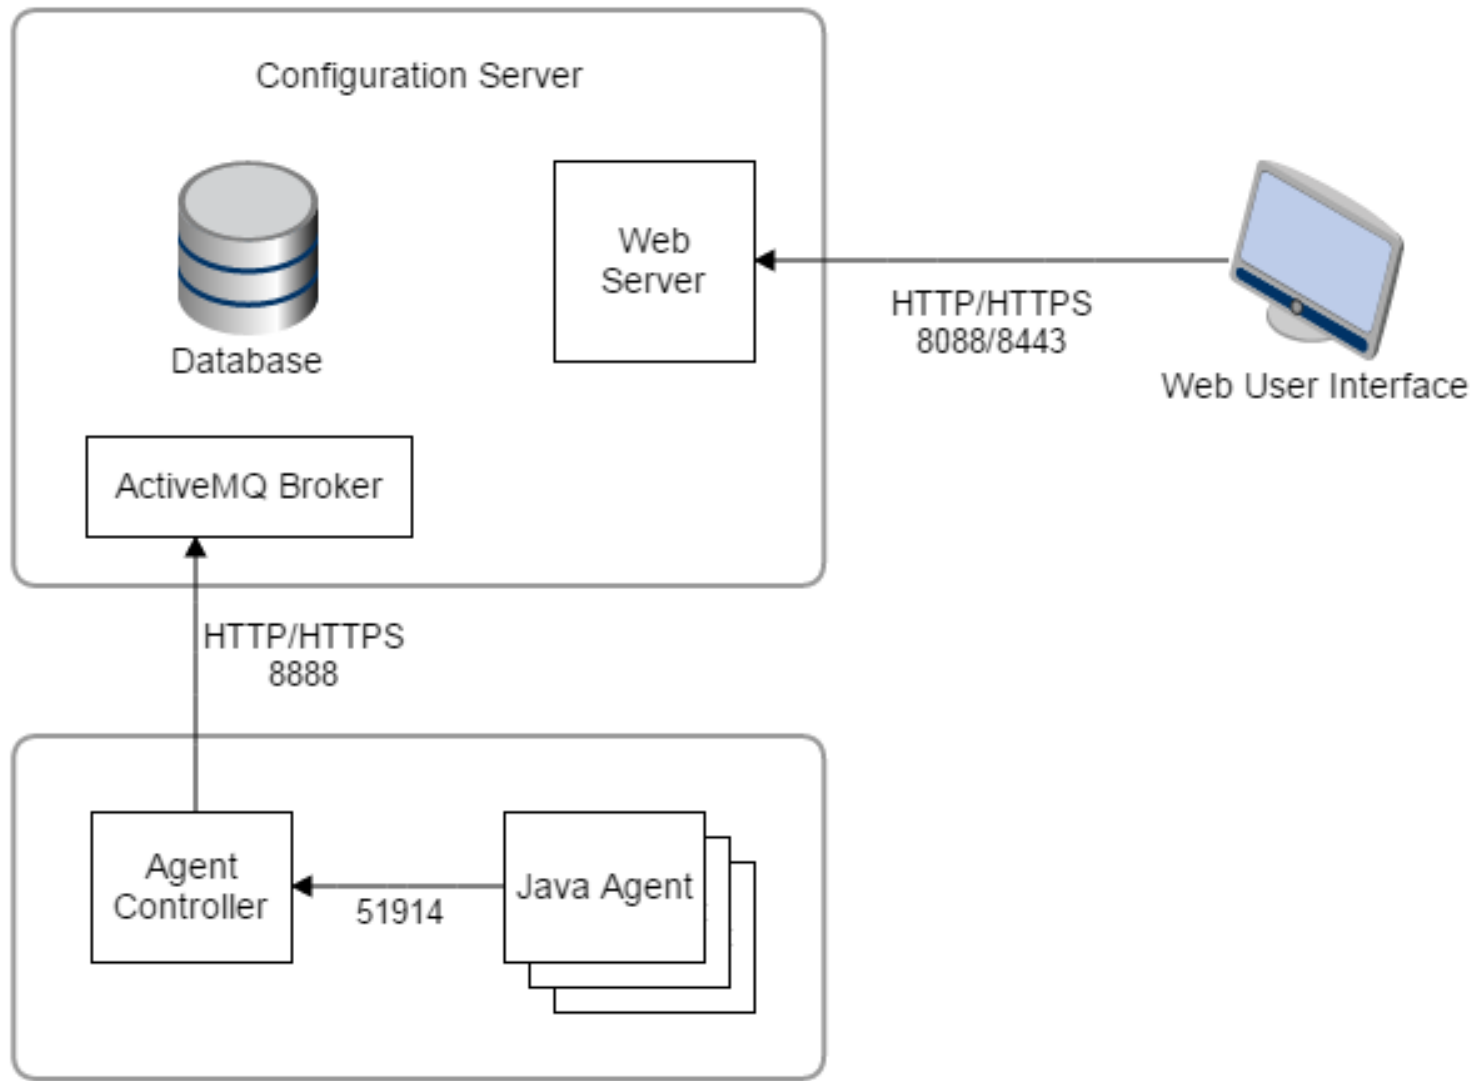 Configuration Server
Web
Server
HTTP/HTTPS
8088/8443
Database
Web User Interface
ActiveMQ Broker
HTTP/HTTPS
8888
Agent
Controller
51914
Java Agent